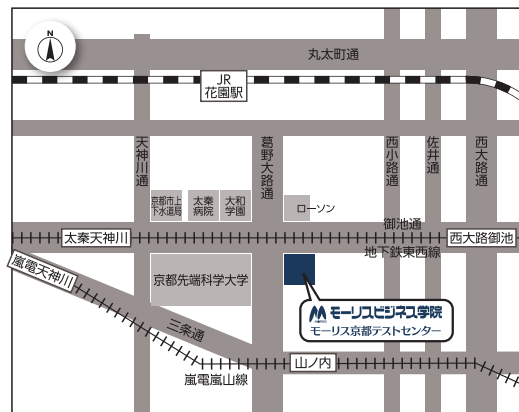 N
丸太町通
JR
花園駅
天神川通
葛野大路通
西小路通
佐井通
西大路通
京都市上
下水道局
太秦
病院
大和
学園
ローソン
御池通
太秦天神川
西大路御池
地下鉄東西線
嵐電天神川
京都先端科学大学
モーリスビジネス学院
モーリス京都テストセンター
三条通
山ノ内
嵐電嵐山線